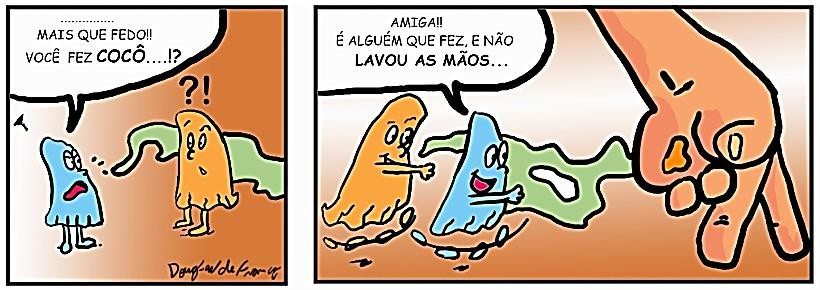 ...............
MAIS QUE FEDO!!
VOCÊ FEZ COCÔ....!?
?!
AMIGA!!
É ALGUÉM QUE FEZ, E NÃO
LAVOU AS MÃOS...